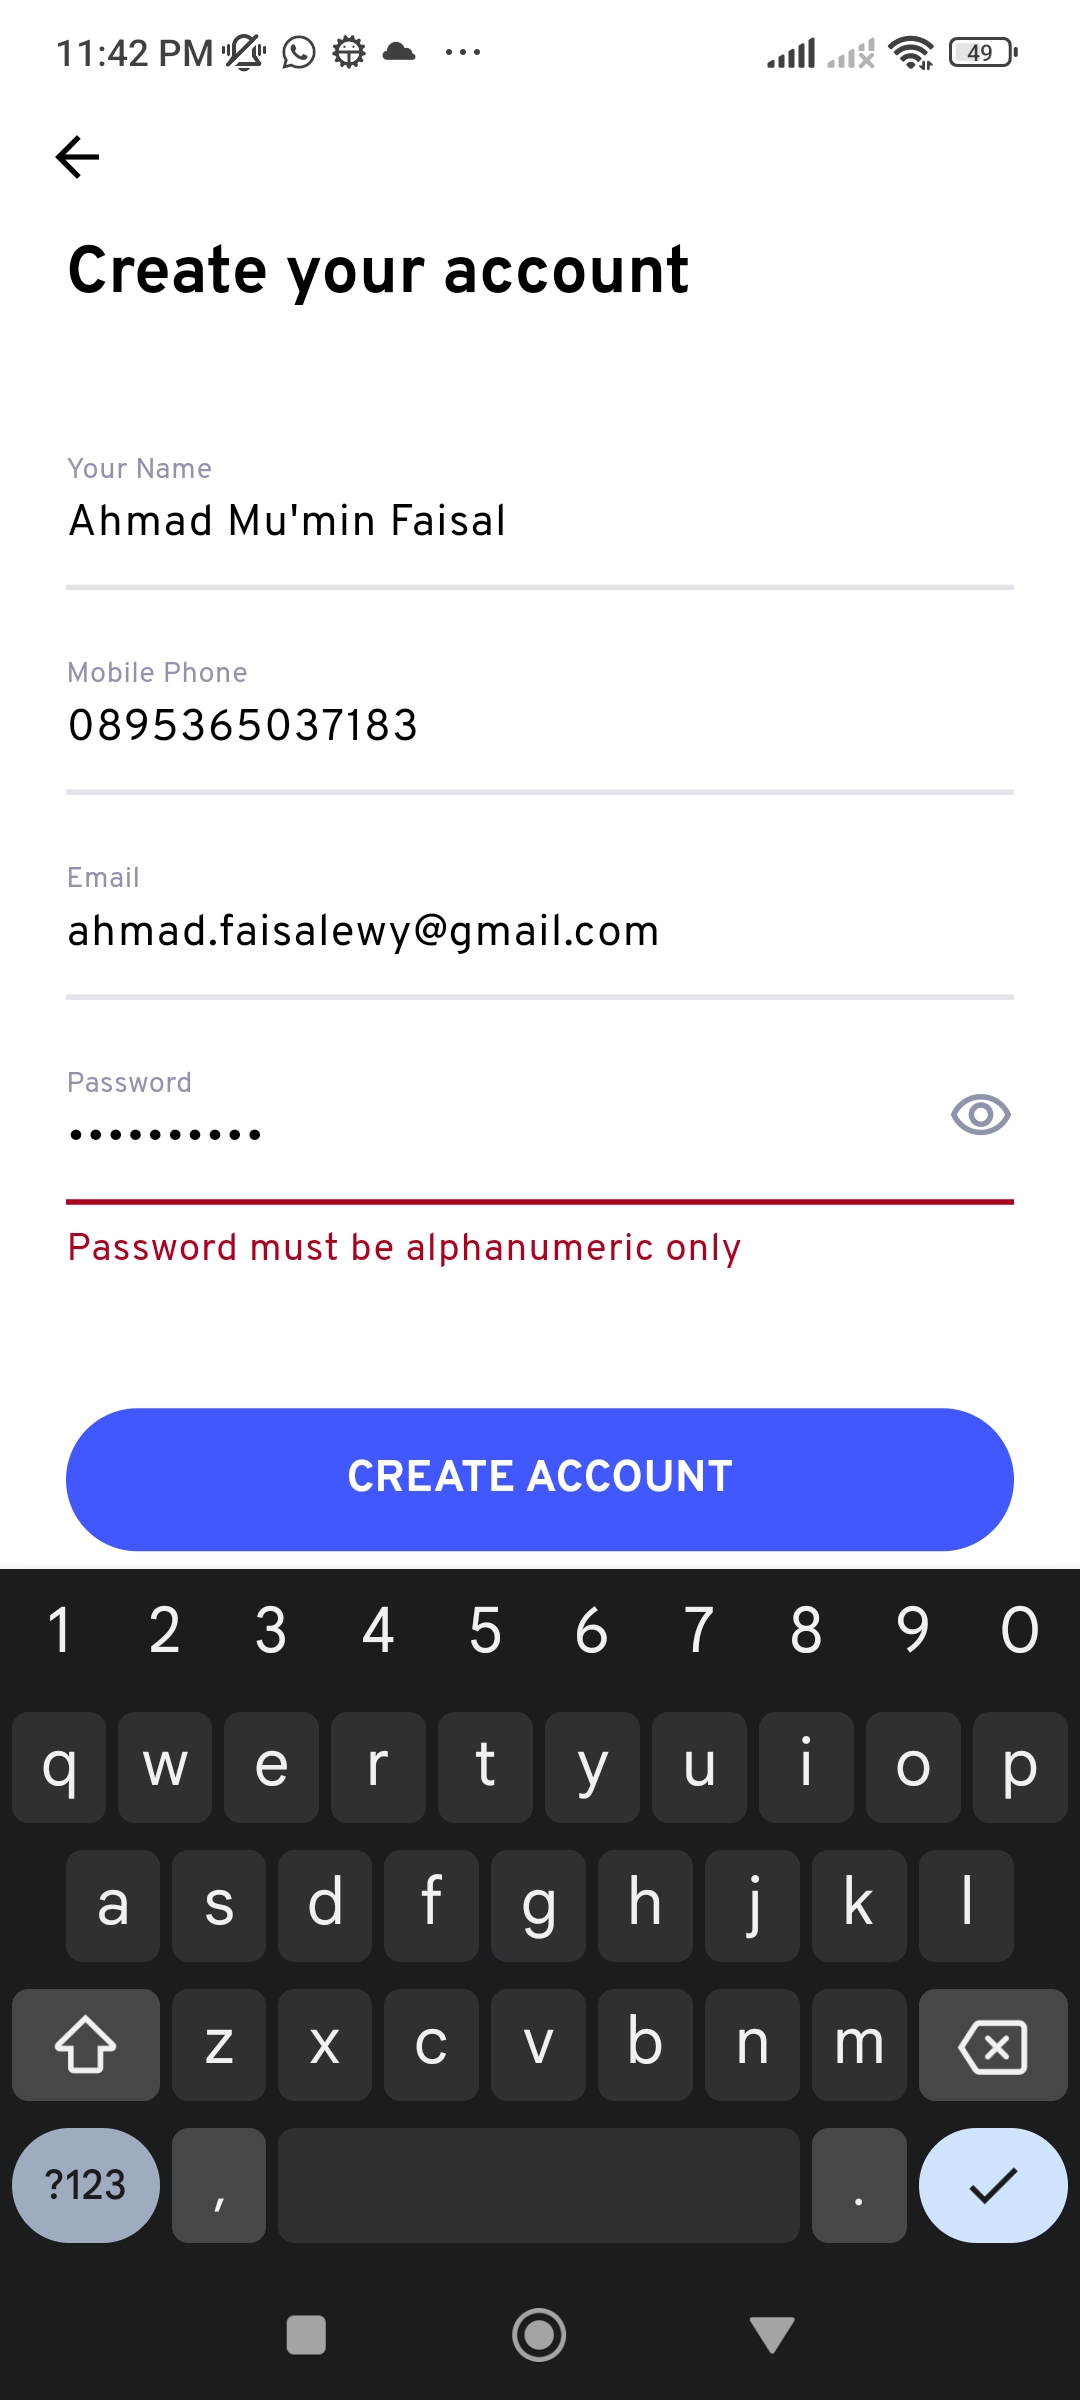 11:42 PM
49
Create your account
Your Name
Ahmad Mu'min Faisal
Mobile Phone
0895365037183
Email
ahmad.faisalewy@gmail.com
Password
••••••••••
Password must be alphanumeric only
CREATE ACCOUNT
1 2 3 4 5 6 7 8 9 0
q w e r t y u i o p
a s d f g h j k l
z x c v b n m
?123 , .